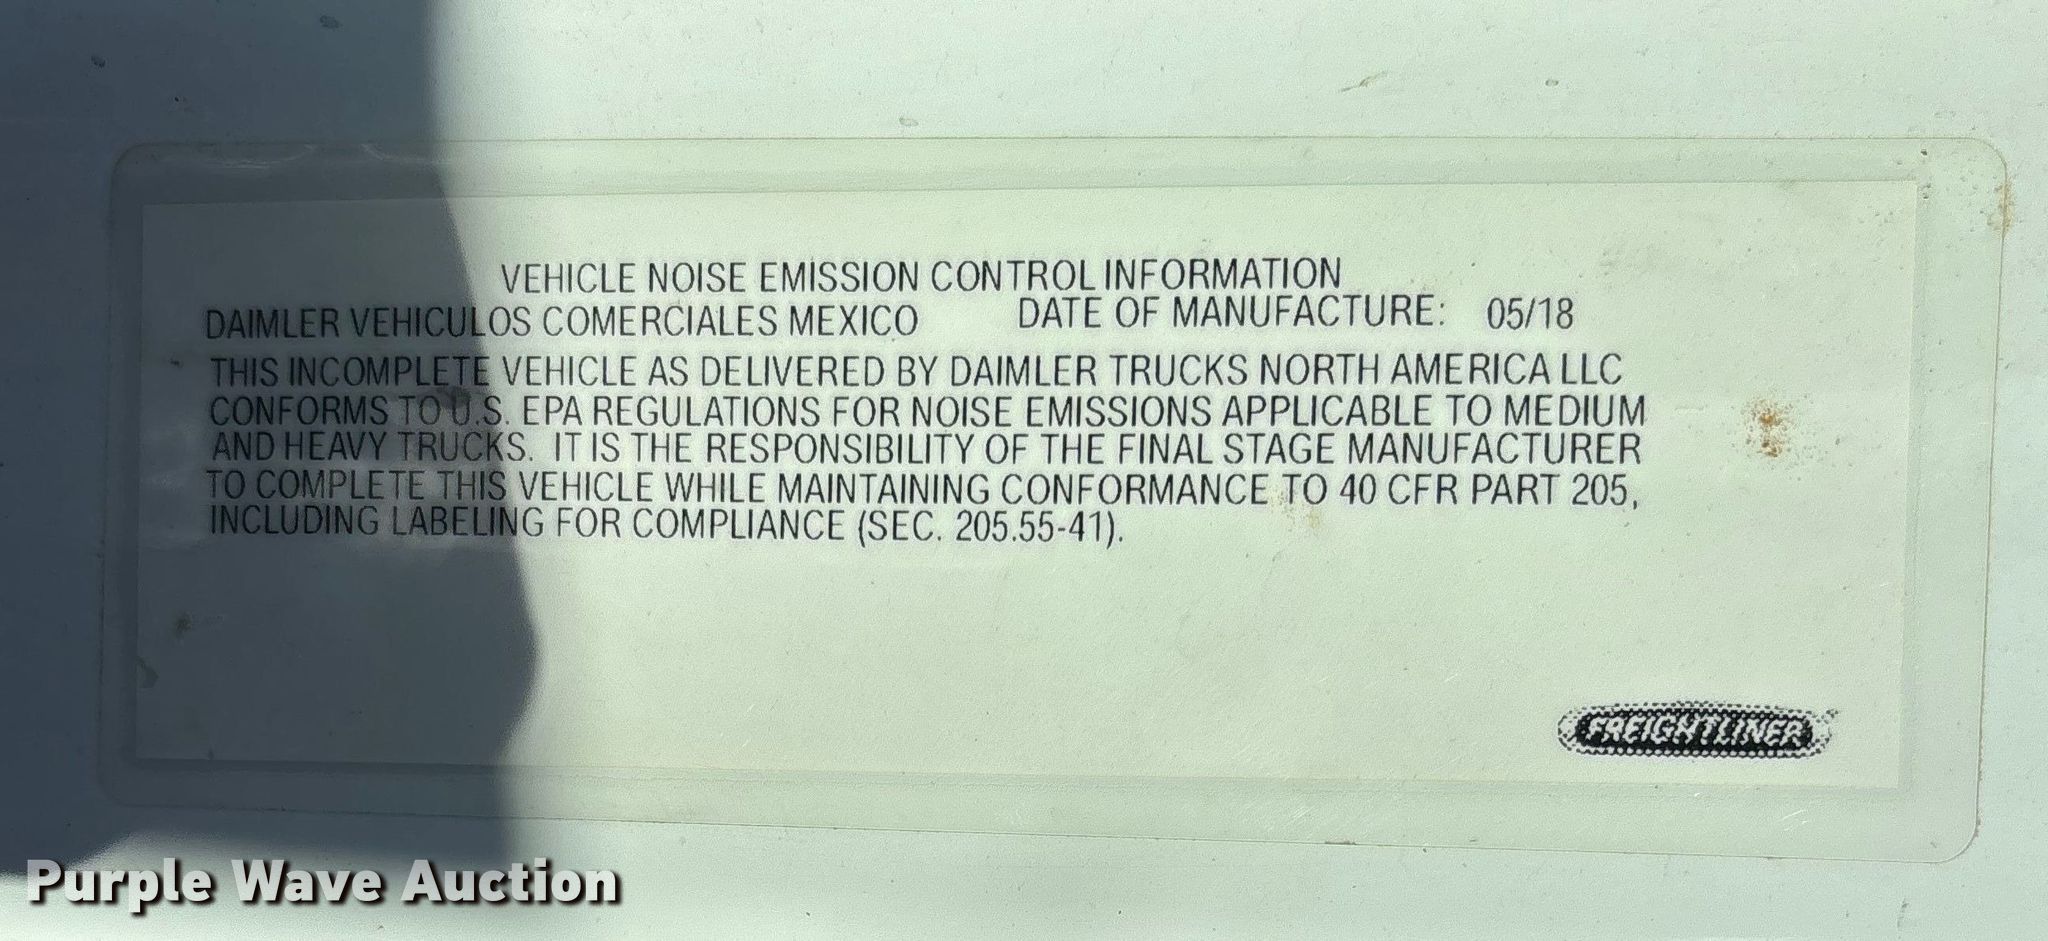 VEHICLE NOISE EMISSION CONTROL INFORMATION
DAIMLER VEHICULOS COMERCIALES MEXICO DATE OF MANUFACTURE: 05/18
THIS INCOMPLETE VEHICLE AS DELIVERED BY DAIMLER TRUCKS NORTH AMERICA LLC
CONFORMS TO U.S. EPA REGULATIONS FOR NOISE EMISSIONS APPLICABLE TO MEDIUM
AND HEAVY TRUCKS. IT IS THE RESPONSIBILITY OF THE FINAL STAGE MANUFACTURER
TO COMPLETE THIS VEHICLE WHILE MAINTAINING CONFORMANCE TO 40 CFR PART 205,
INCLUDING LABELING FOR COMPLIANCE (SEC. 205.55-41).
FREIGHTLINER
Purple Wave Auction